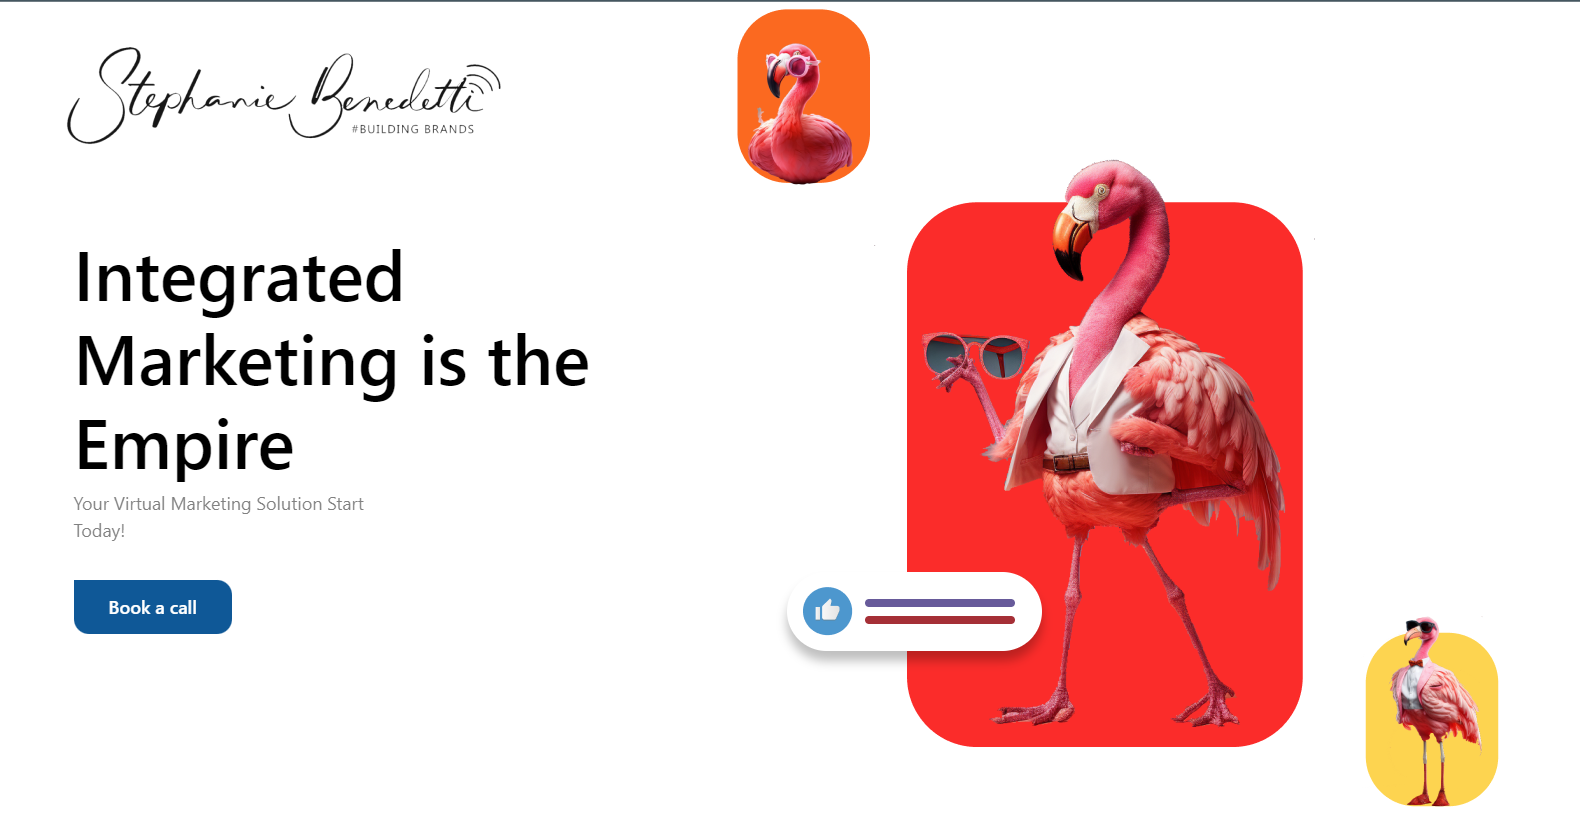 Stephanie Benedetti
#BUILDING BRANDS
Integrated
Marketing is the
Empire
Your Virtual Marketing Solution Start
Today!
Book a call